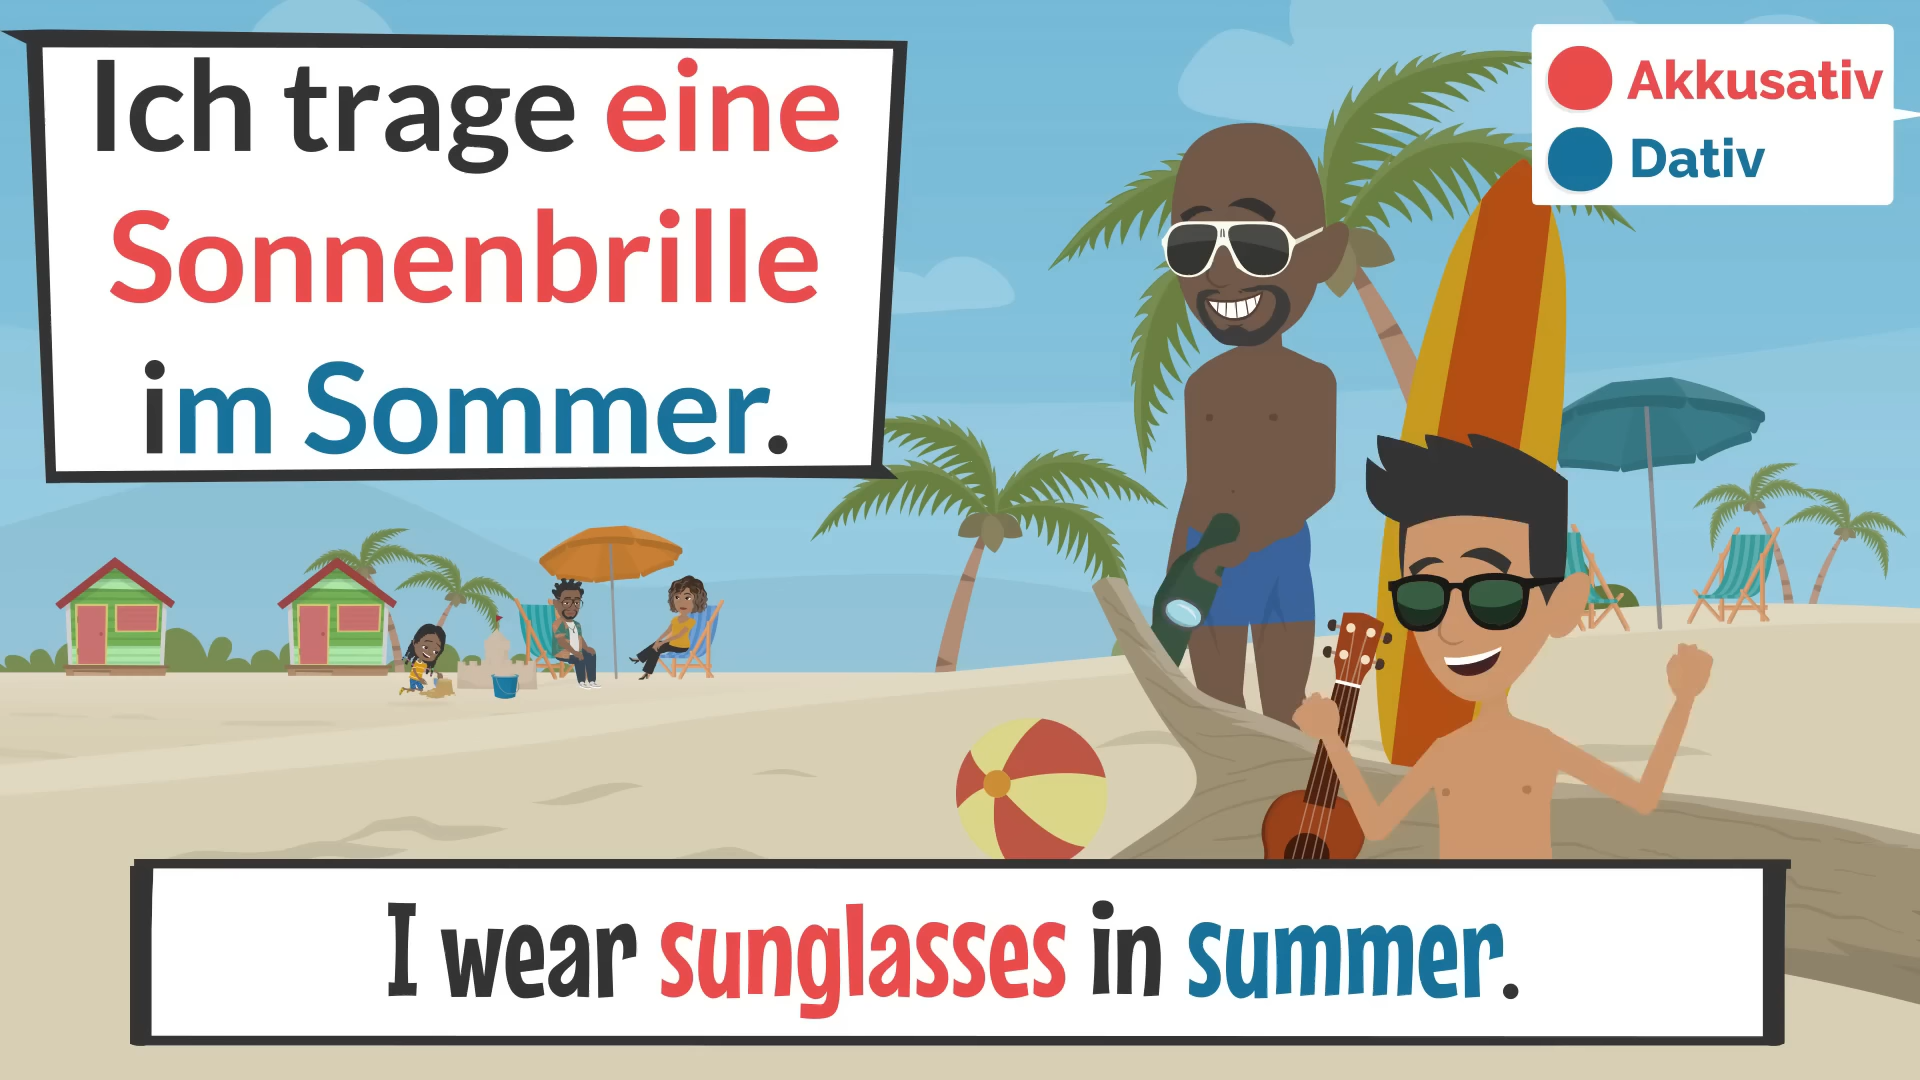 Ich trage eine
Sonnenbrille
im Sommer.
Akkusativ
Dativ
I wear sunglasses in summer.